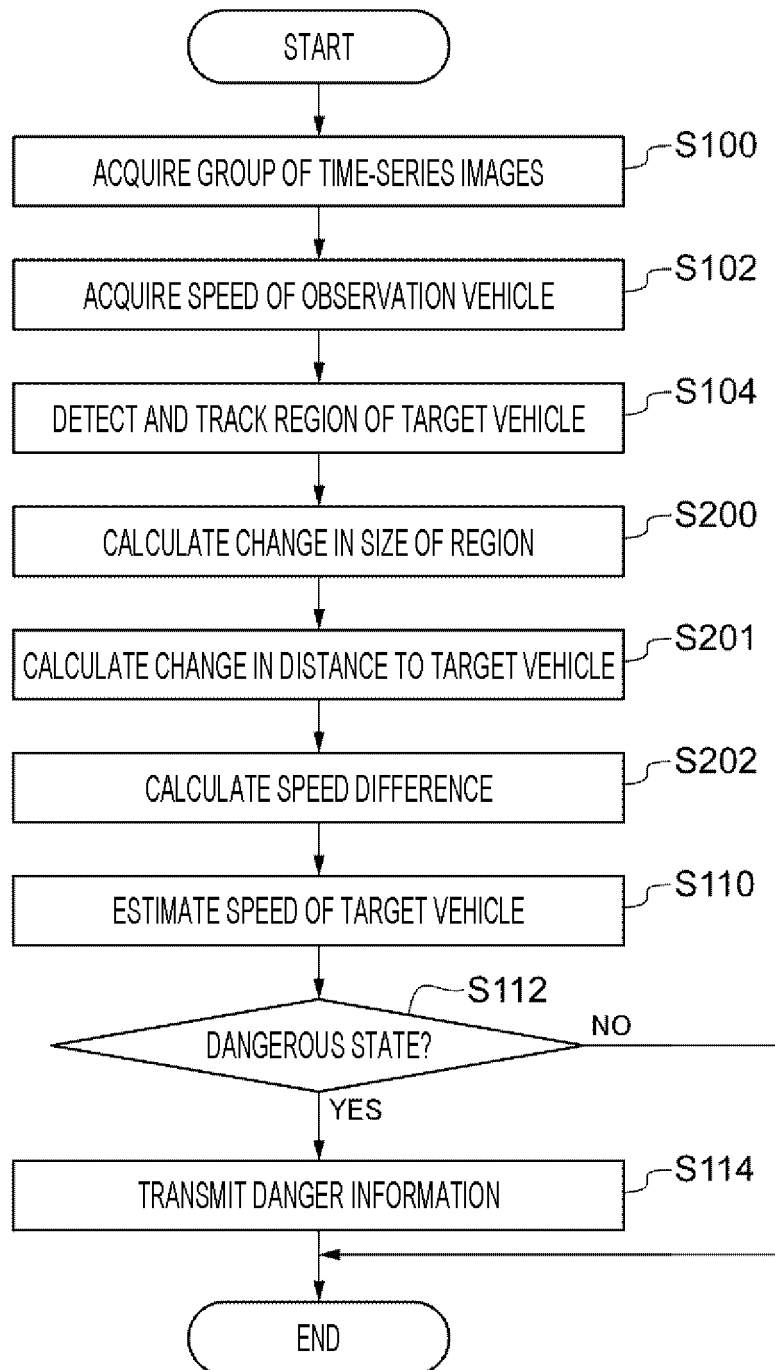 START
ACQUIRE GROUP OF TIME-SERIES IMAGES
S100
ACQUIRE SPEED OF OBSERVATION VEHICLE
S102
DETECT AND TRACK REGION OF TARGET VEHICLE
S104
CALCULATE CHANGE IN SIZE OF REGION
S200
CALCULATE CHANGE IN DISTANCE TO TARGET VEHICLE
S201
CALCULATE SPEED DIFFERENCE
S202
ESTIMATE SPEED OF TARGET VEHICLE
S110
DANGEROUS STATE?
S112
NO
YES
TRANSMIT DANGER INFORMATION
S114
END